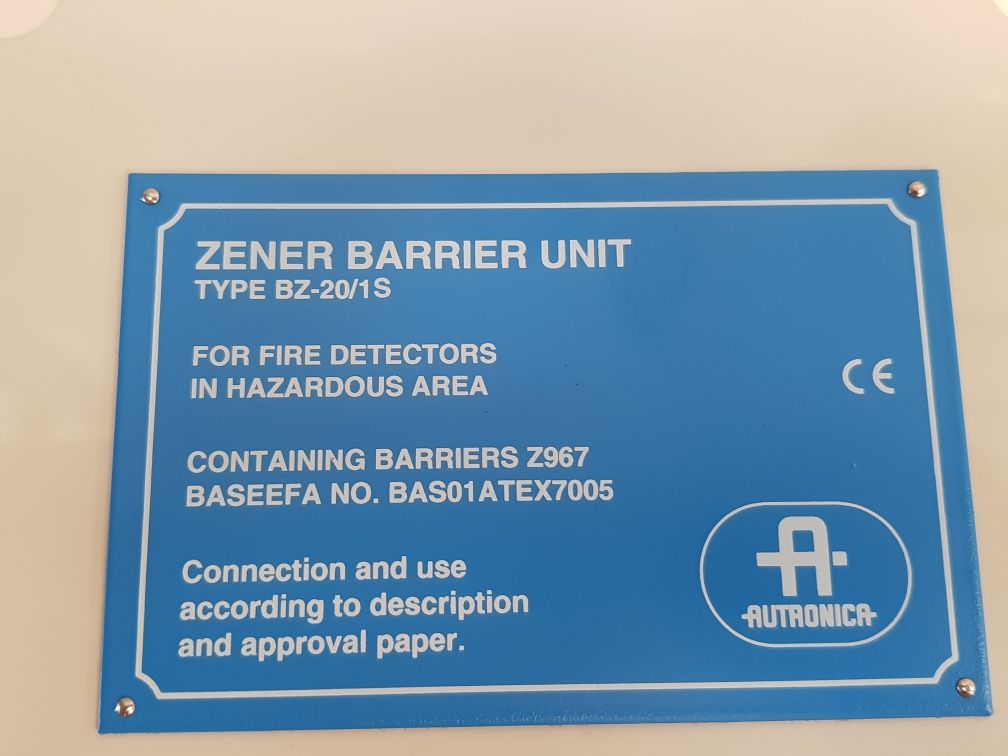 ZENER BARRIER UNIT
TYPE BZ-20/1S
FOR FIRE DETECTORS
IN HAZARDOUS AREA
CE
CONTAINING BARRIERS Z967
BASEEFA NO. BAS01ATEX7005
Connection and use
according to description
and approval paper.
A
AUTRONICA